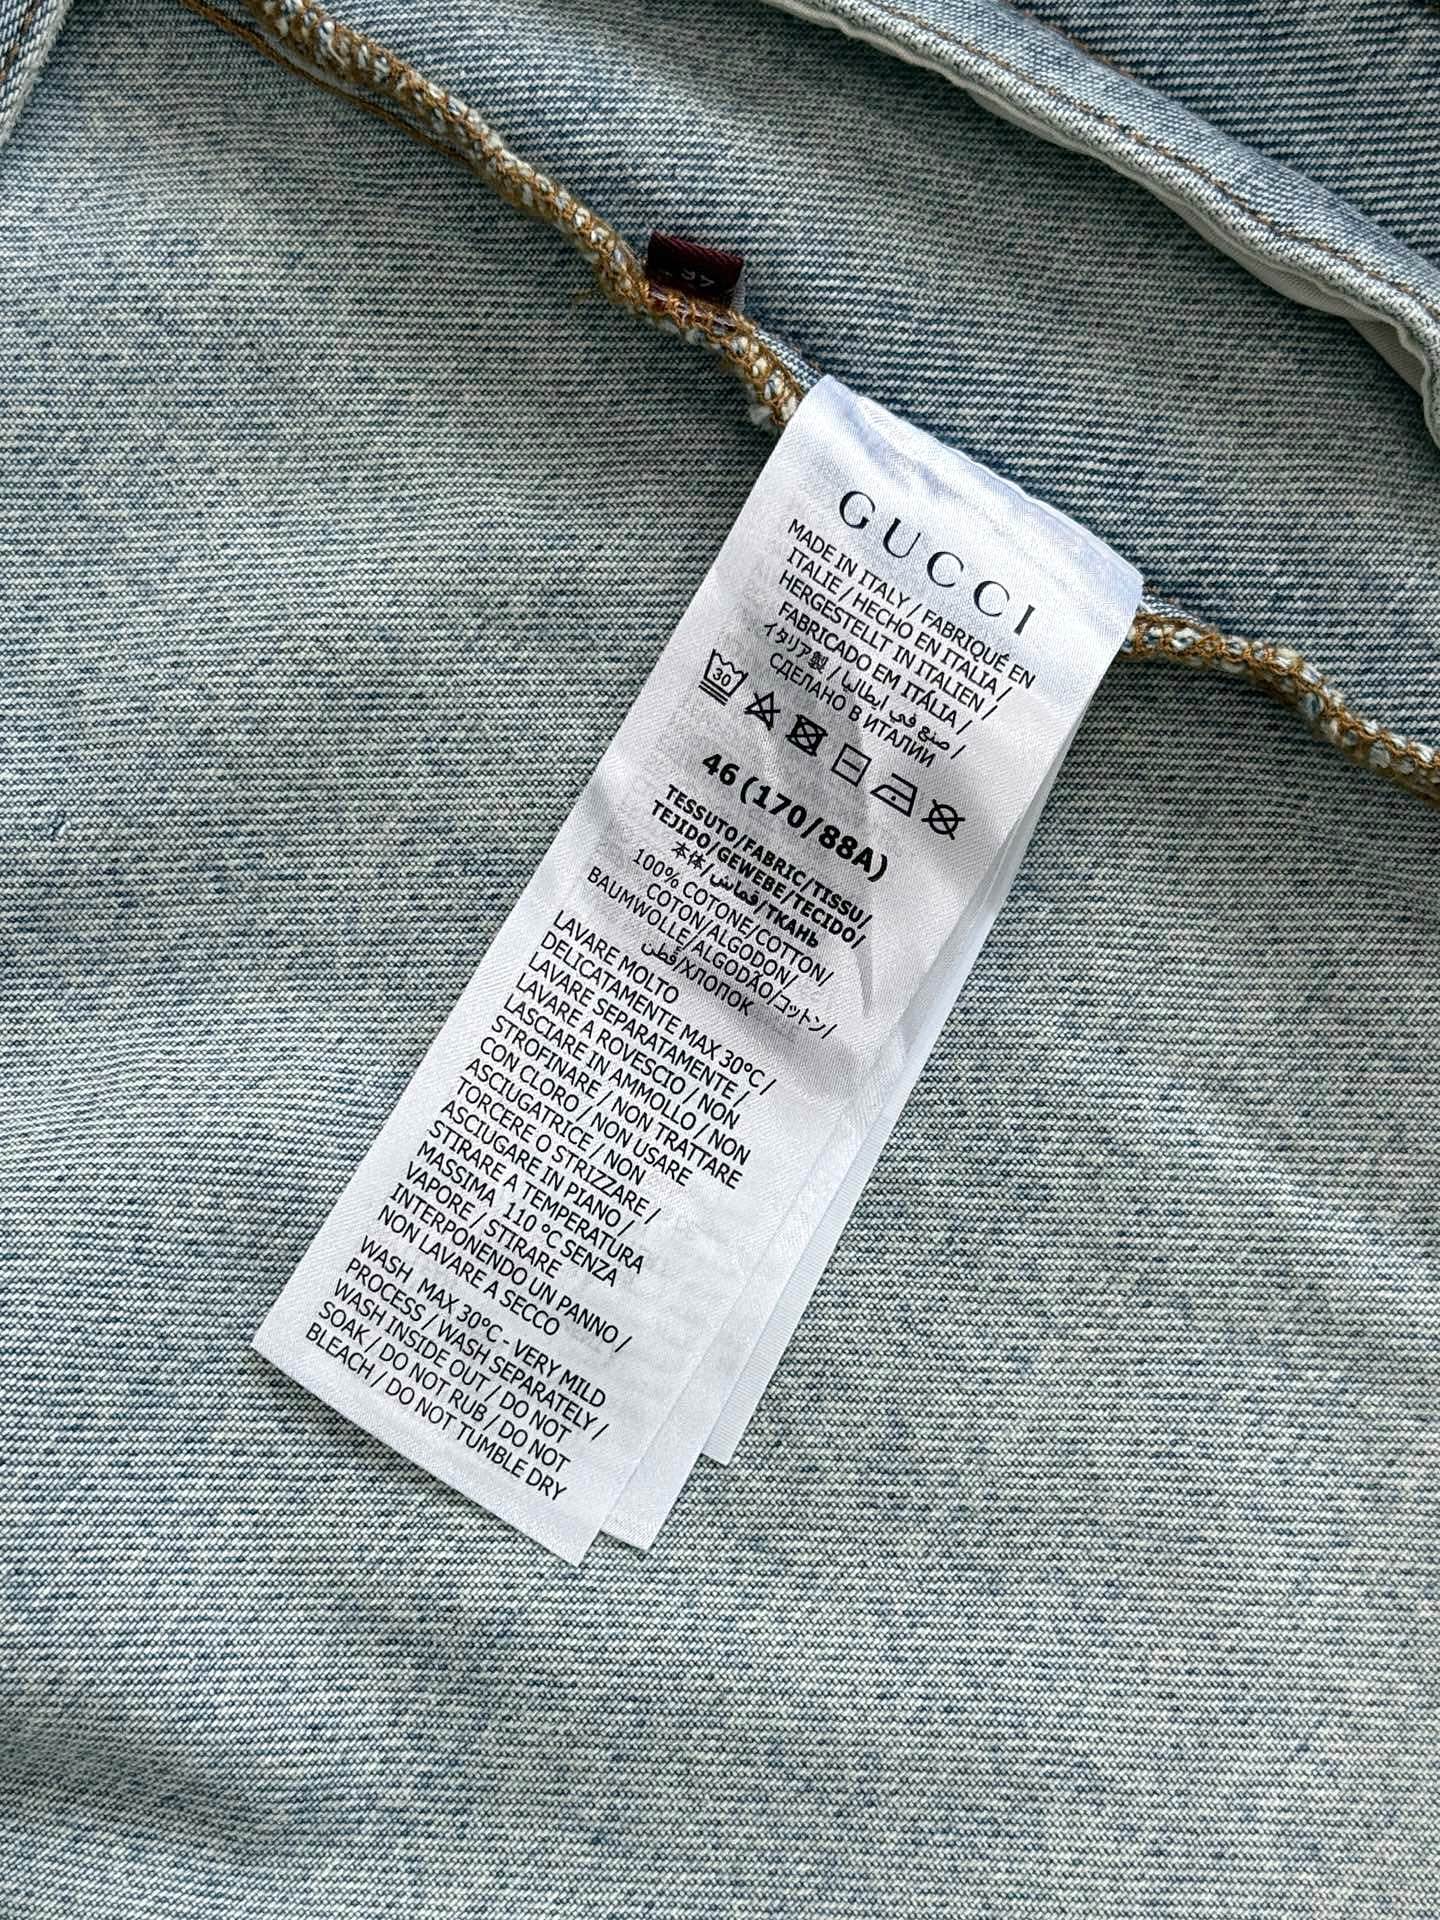 GUCCI
MADE IN ITALY / FABRIQUÉ EN
ITALIE / HECHO EN ITALIA /
HERGESTELLT IN ITALIEN /
FABRICADO EM ITÁLIA /
イタリア製 / صنع في ايطاليا /
СДЕЛАНО В ИТАЛИИ
30
46 (170/88A)
TESSUTO/FABRIC/TISSU/
TEJIDO/GEWEBE/TECIDO/
本体/قماش/ТКАНЬ
100% COTONE/COTTON/
COTON/ALGODON/
BAUMWOLLE/ALGODÃO/コットン/
قطن/ХЛОПОК
LAVARE MOLTO
DELICATAMENTE MAX 30°C /
LAVARE SEPARATAMENTE /
LAVARE A ROVESCIO / NON
LASCIARE IN AMMOLLO / NON
STROFINARE / NON TRATTARE
CON CLORO / NON USARE
ASCIUGATRICE / NON
TORCERE O STRIZZARE /
ASCIUGARE IN PIANO /
STIRARE A TEMPERATURA
MASSIMA 110 °C SENZA
VAPORE / STIRARE
INTERPONENDO UN PANNO /
NON LAVARE A SECCO
WASH MAX 30°C - VERY MILD
PROCESS / WASH SEPARATELY /
WASH INSIDE OUT / DO NOT
SOAK / DO NOT RUB / DO NOT
BLEACH / DO NOT TUMBLE DRY